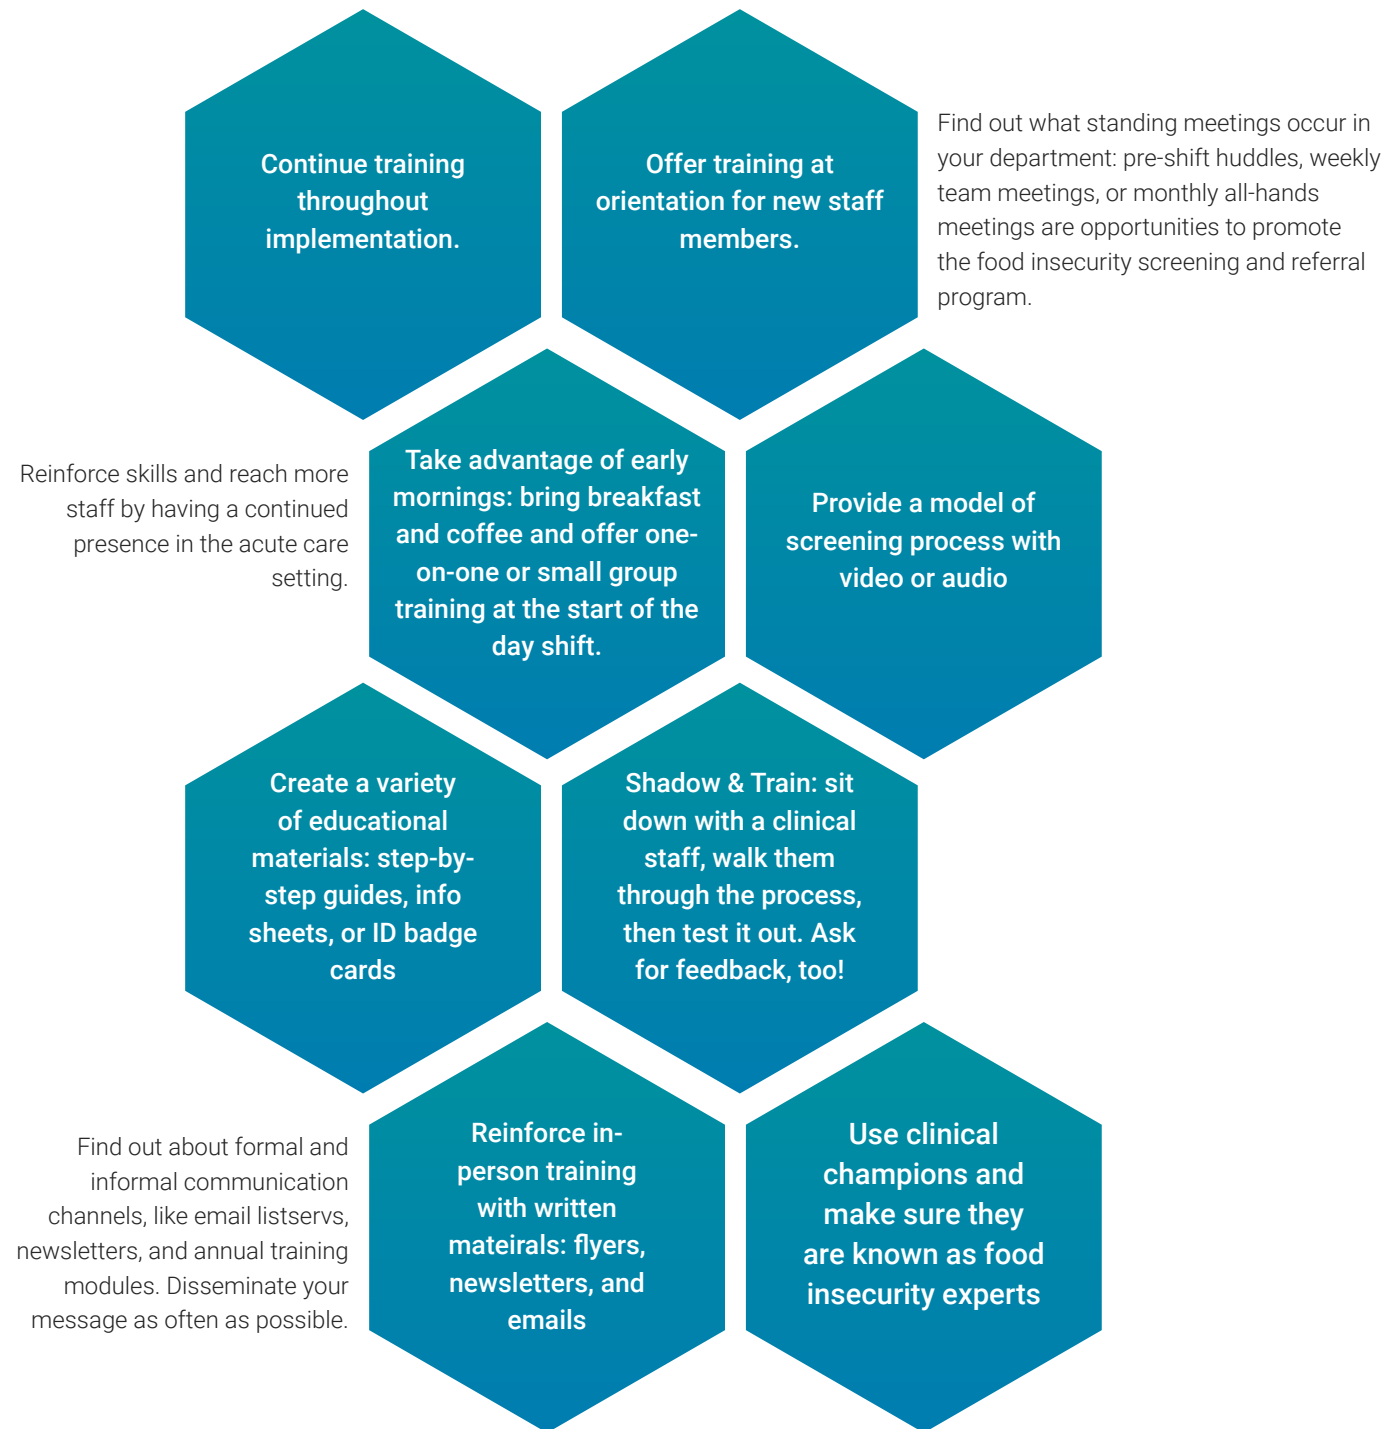 Continue training
throughout
implementation.
Offer training at
orientation for new staff
members.
Find out what standing meetings occur in
your department: pre-shift huddles, weekly
team meetings, or monthly all-hands
meetings are opportunities to promote
the food insecurity screening and referral
program.
Reinforce skills and reach more
staff by having a continued
presence in the acute care
setting.
Take advantage of early
mornings: bring breakfast
and coffee and offer one-
on-one or small group
training at the start of the
day shift.
Provide a model of
screening process with
video or audio
Create a variety
of educational
materials: step-by-
step guides, info
sheets, or ID badge
cards
Shadow & Train: sit
down with a clinical
staff, walk them
through the process,
then test it out. Ask
for feedback, too!
Find out about formal and
informal communication
channels, like email listservs,
newsletters, and annual training
modules. Disseminate your
message as often as possible.
Reinforce in-
person training
with written
mateirals: flyers,
newsletters, and
emails
Use clinical
champions and
make sure they
are known as food
insecurity experts